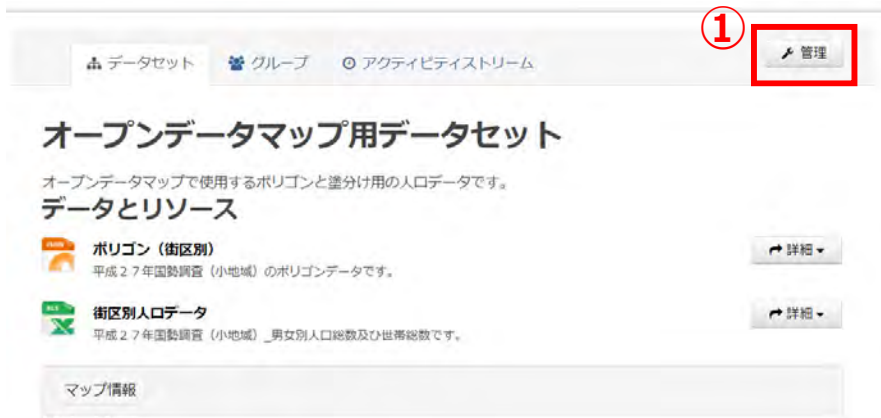 ①
管理
データセット グループ アクティビティストリーム
オープンデータマップ用データセット
オープンデータマップで使用するポリゴンと塗分け用の人口データです。
データとリソース
ポリゴン（街区別） 詳細
平成２７年国勢調査（小地域）のポリゴンデータです。
街区別人口データ 詳細
平成２７年国勢調査（小地域）_男女別人口総数及び世帯総数です。
マップ情報